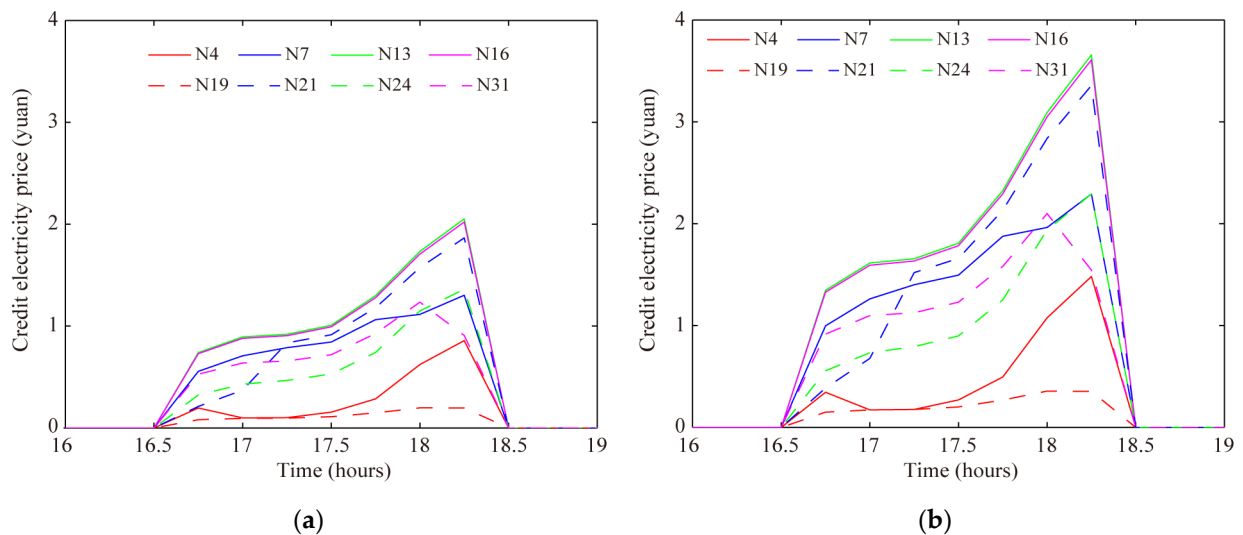 4
3
2
1
0
Credit electricity price (yuan)
N4 N7 N13 N16
N19 N21 N24 N31
16 16.5 17 17.5 18 18.5 19
Time (hours)
(a)
4
3
2
1
0
Credit electricity price (yuan)
N4 N7 N13 N16
N19 N21 N24 N31
16 16.5 17 17.5 18 18.5 19
Time (hours)
(b)